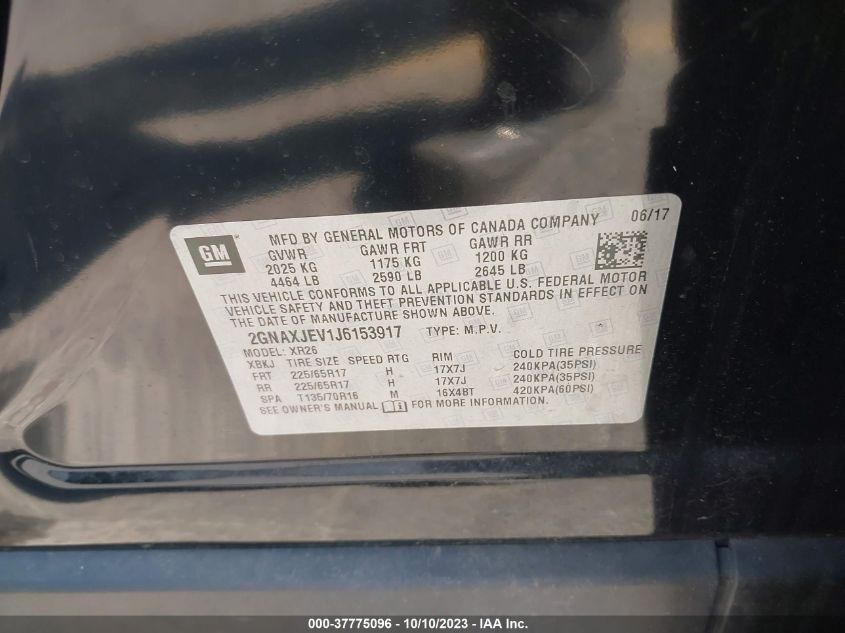 GM
MFD BY GENERAL MOTORS OF CANADA COMPANY 06/17
GVWR GAWR FRT GAWR RR
2025 KG 1175 KG 1200 KG
4464 LB 2590 LB 2645 LB
THIS VEHICLE CONFORMS TO ALL APPLICABLE U.S. FEDERAL MOTOR
VEHICLE SAFETY AND THEFT PREVENTION STANDARDS IN EFFECT ON
THE DATE OF MANUFACTURE SHOWN ABOVE.
2GNAXJEV1J6153917 TYPE: M.P.V.
MODEL: XR26
XBKJ TIRE SIZE SPEED RTG RIM COLD TIRE PRESSURE
FRT 225/65R17 H 17X7J 240KPA(35PSI)
RR 225/65R17 H 17X7J 240KPA(35PSI)
SPA T135/70R16 M 16X4BT 420KPA(60PSI)
SEE OWNER'S MANUAL FOR MORE INFORMATION.
000-37775096 - 10/10/2023 - IAA Inc.